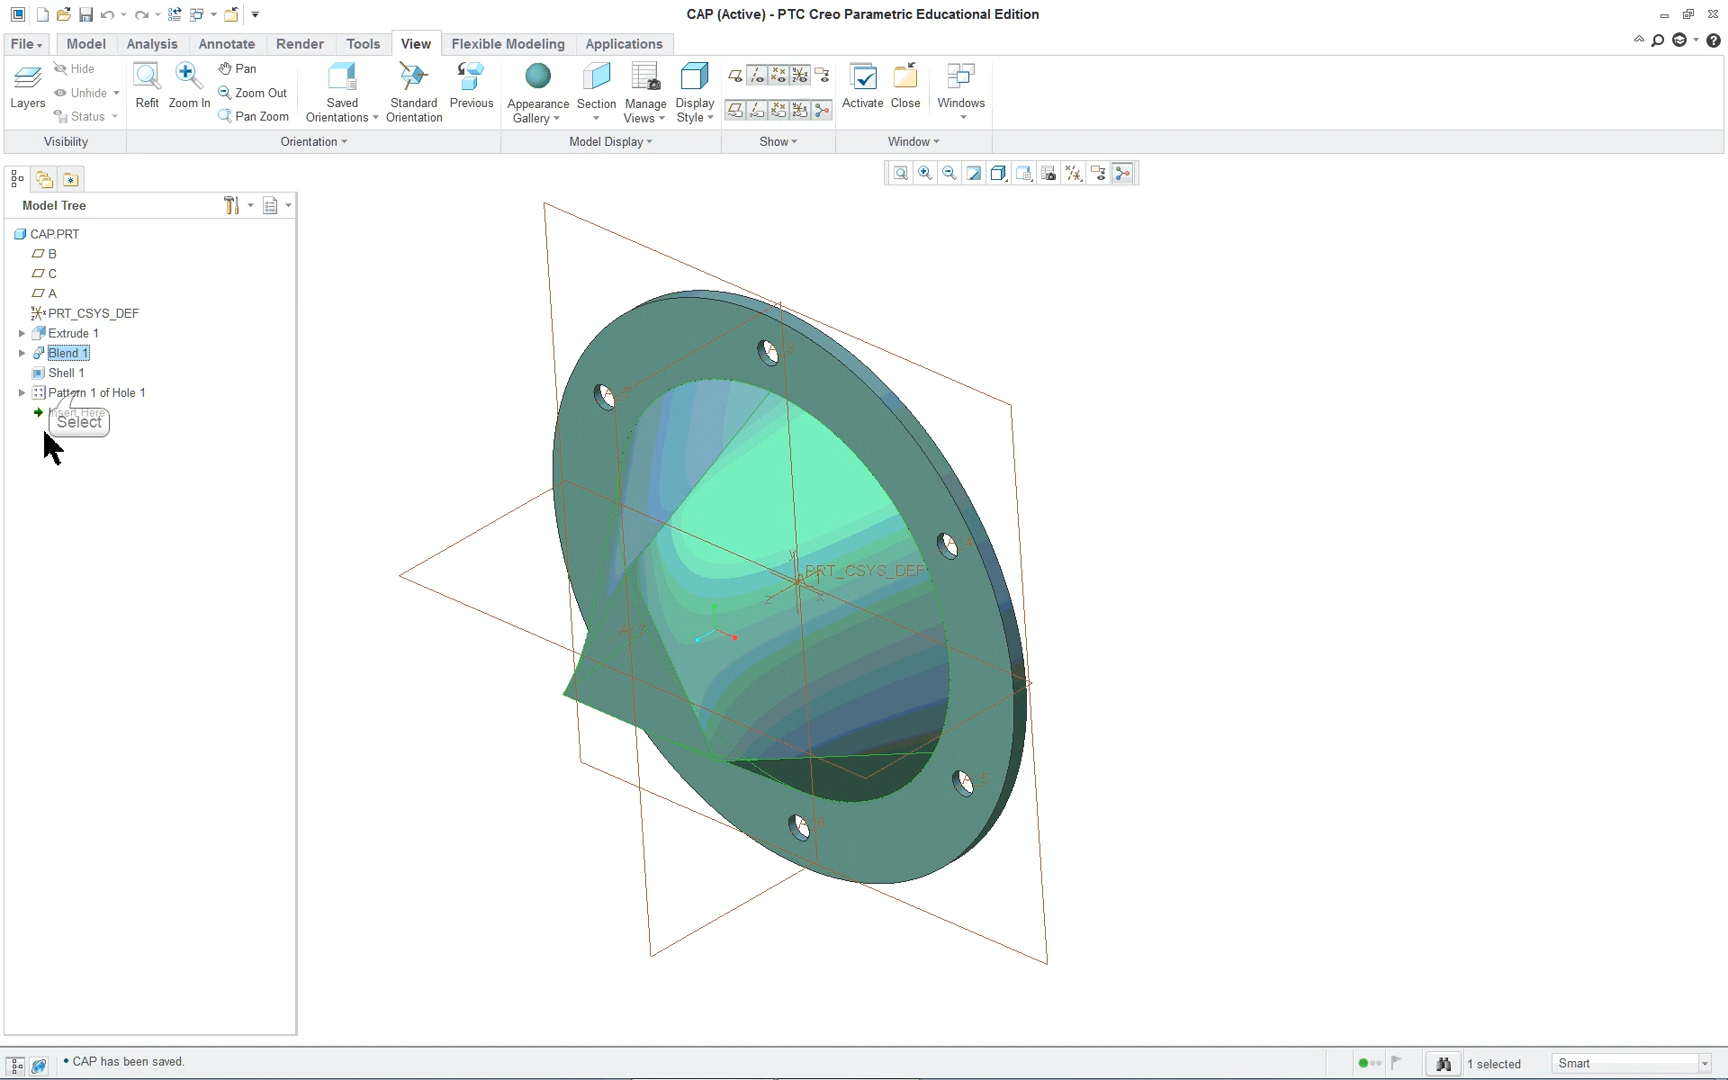 CAP (Active) - PTC Creo Parametric Educational Edition
File
Model
Analysis
Annotate
Render
Tools
View
Flexible Modeling
Applications
Layers
Hide
Unhide
Status
Visibility
Refit
Zoom In
Pan
Zoom Out
Pan Zoom
Saved
Orientations
Standard
Orientation
Previous
Orientation
Appearance
Gallery
Section
Manage
Views
Display
Style
Model Display
Show
Activate
Close
Windows
Window
Model Tree
CAP.PRT
B
C
A
PRT_CSYS_DEF
Extrude 1
Blend 1
Shell 1
Pattern 1 of Hole 1
Insert Here
Select
PRT_CSYS_DEF
Y
Z
X
• CAP has been saved.
1 selected
Smart